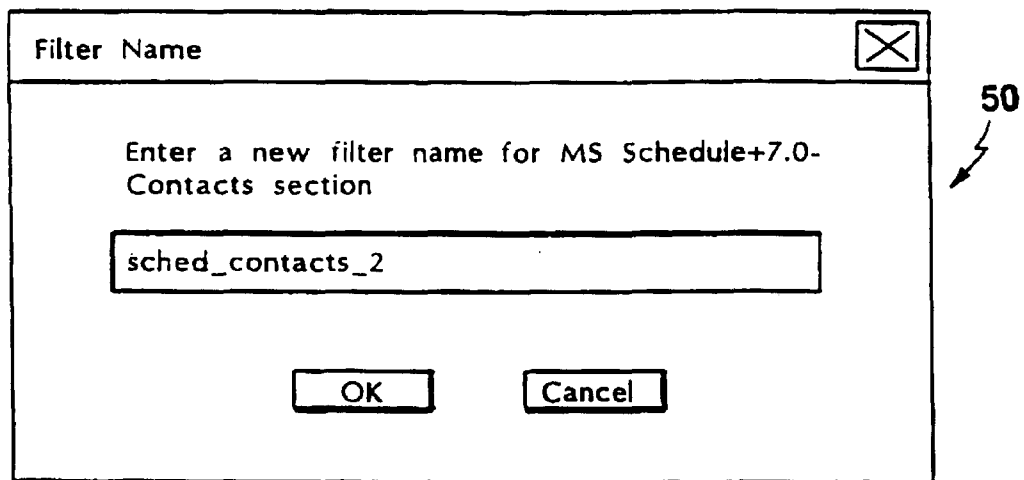 Filter Name
50
Enter a new filter name for MS Schedule+7.0-
Contacts section
sched_contacts_2
OK
Cancel